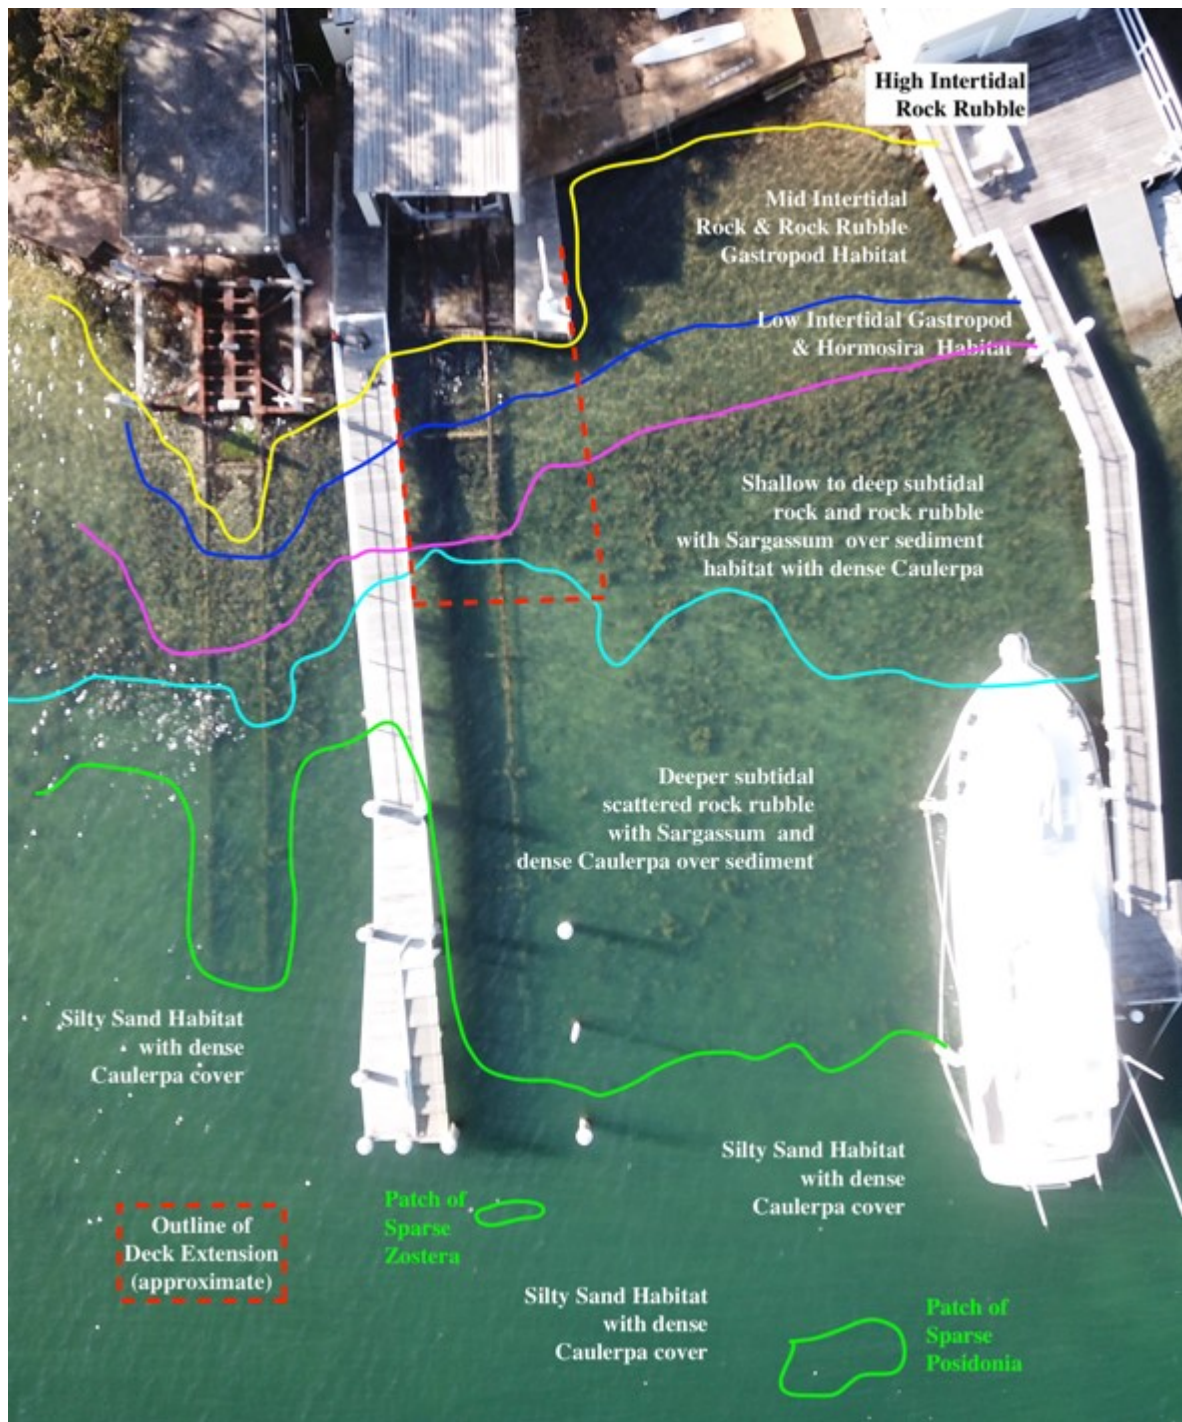 High Intertidal
Rock Rubble
Mid Intertidal
Rock & Rock Rubble
Gastropod Habitat
Low Intertidal Gastropod
& Hormosira Habitat
Shallow to deep subtidal
rock and rock rubble
with Sargassum over sediment
habitat with dense Caulerpa
Deeper subtidal
scattered rock rubble
with Sargassum and
dense Caulerpa over sediment
Silty Sand Habitat
with dense
Caulerpa cover
Silty Sand Habitat
with dense
Caulerpa cover
Patch of
Sparse
Zostera
Outline of
Deck Extension
(approximate)
Silty Sand Habitat
with dense
Caulerpa cover
Patch of
Sparse
Posidonia